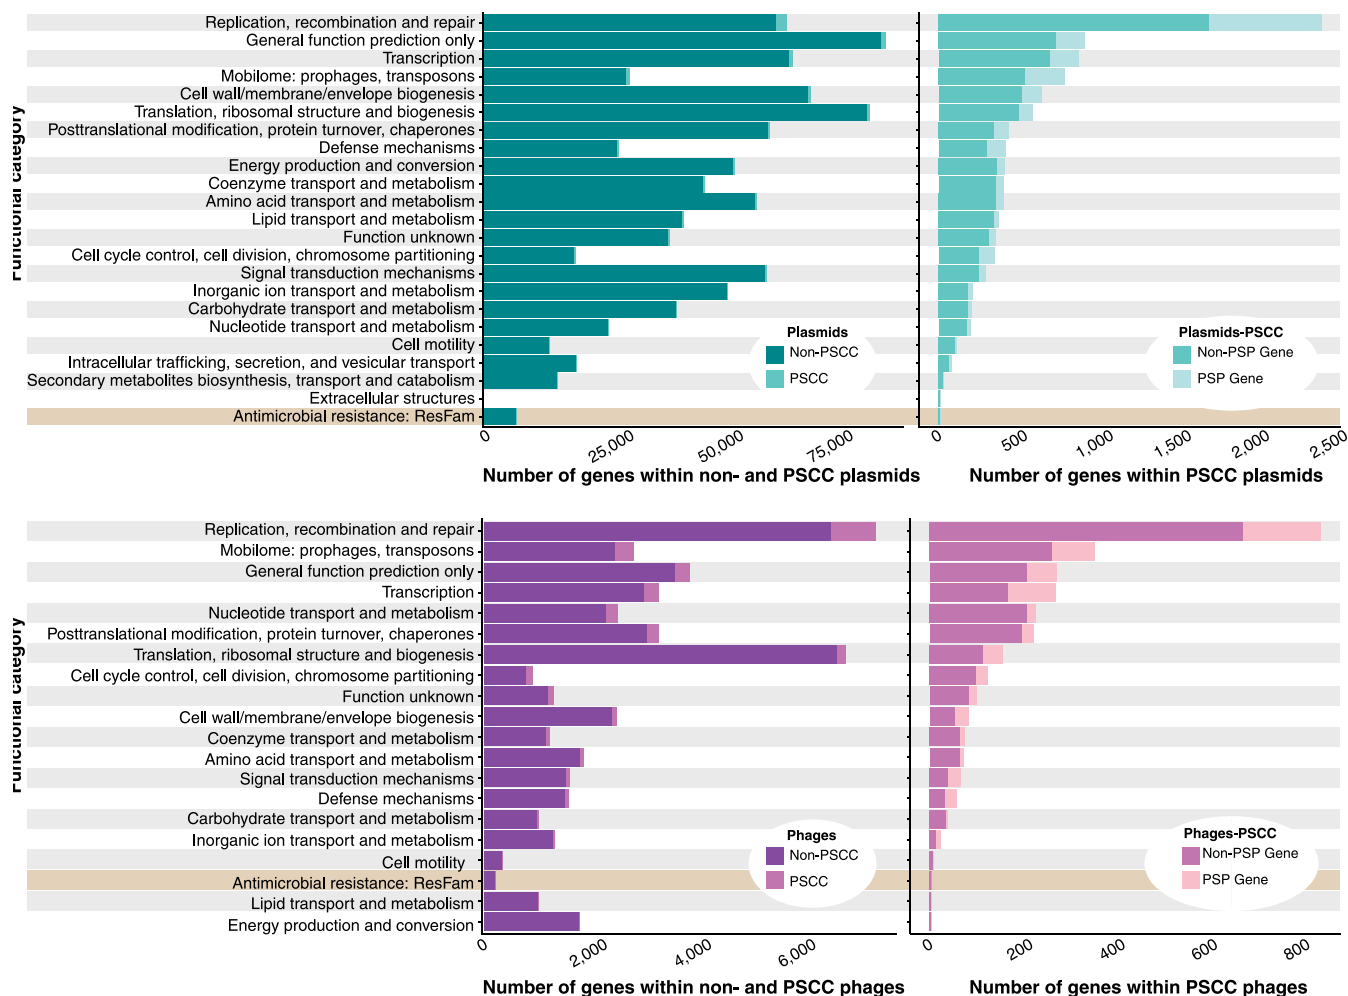 Functional category
Replication, recombination and repair
General function prediction only
Transcription
Mobilome: prophages, transposons
Cell wall/membrane/envelope biogenesis
Translation, ribosomal structure and biogenesis
Posttranslational modification, protein turnover, chaperones
Defense mechanisms
Energy production and conversion
Coenzyme transport and metabolism
Amino acid transport and metabolism
Lipid transport and metabolism
Function unknown
Cell cycle control, cell division, chromosome partitioning
Signal transduction mechanisms
Inorganic ion transport and metabolism
Carbohydrate transport and metabolism
Nucleotide transport and metabolism
Cell motility
Intracellular trafficking, secretion, and vesicular transport
Secondary metabolites biosynthesis, transport and catabolism
Extracellular structures
Antimicrobial resistance: ResFam
Plasmids
Non-PSCC
PSCC
0 25,000 50,000 75,000
Number of genes within non- and PSCC plasmids
Plasmids-PSCC
Non-PSP Gene
PSP Gene
0 500 1,000 1,500 2,000 2,500
Number of genes within PSCC plasmids
Functional category
Replication, recombination and repair
Mobilome: prophages, transposons
General function prediction only
Transcription
Nucleotide transport and metabolism
Posttranslational modification, protein turnover, chaperones
Translation, ribosomal structure and biogenesis
Cell cycle control, cell division, chromosome partitioning
Function unknown
Cell wall/membrane/envelope biogenesis
Coenzyme transport and metabolism
Amino acid transport and metabolism
Signal transduction mechanisms
Defense mechanisms
Carbohydrate transport and metabolism
Inorganic ion transport and metabolism
Cell motility
Antimicrobial resistance: ResFam
Lipid transport and metabolism
Energy production and conversion
Phages
Non-PSCC
PSCC
0 2,000 4,000 6,000
Number of genes within non- and PSCC phages
Phages-PSCC
Non-PSP Gene
PSP Gene
0 200 400 600 800
Number of genes within PSCC phages